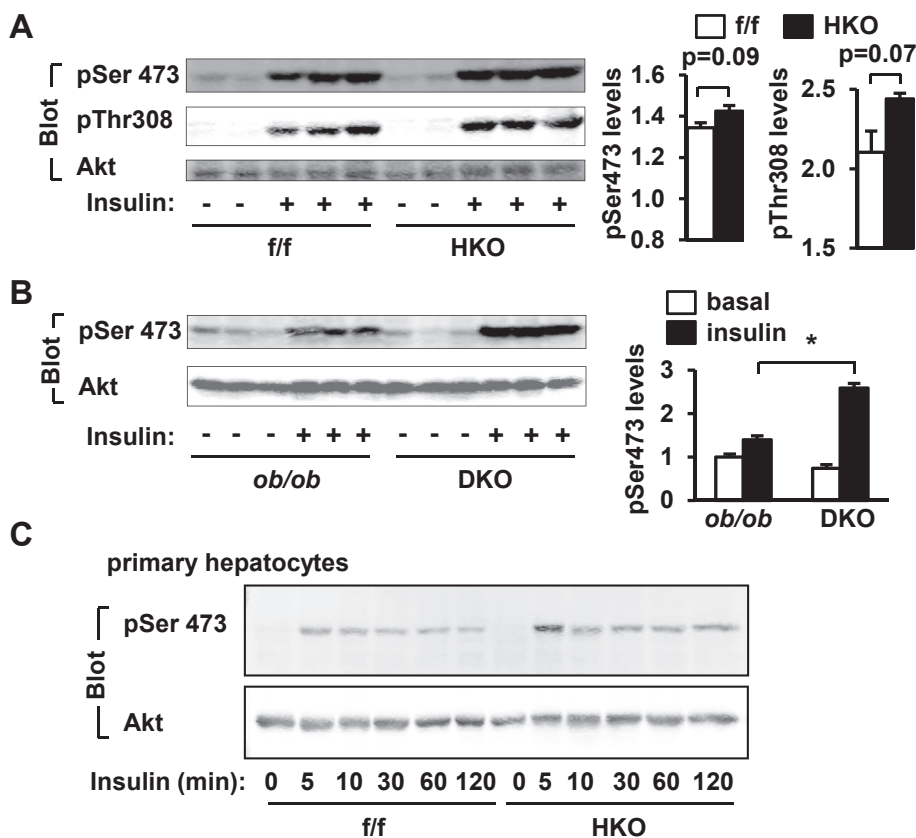 A
f/f HKO
Blot
pSer 473
pThr308
Akt
Insulin: - - + + + - - + + +
f/f HKO
p=0.09
pSer473 levels
1.6
1.4
1.2
1.0
0.8
p=0.07
pThr308 levels
2.5
2.0
1.5
B
Blot
pSer 473
Akt
Insulin: - - - + + + - - - + + +
ob/ob DKO
basal
insulin
*
pSer473 levels
3
2
1
0
ob/ob DKO
C
primary hepatocytes
Blot
pSer 473
Akt
Insulin (min): 0 5 10 30 60 120 0 5 10 30 60 120
f/f HKO